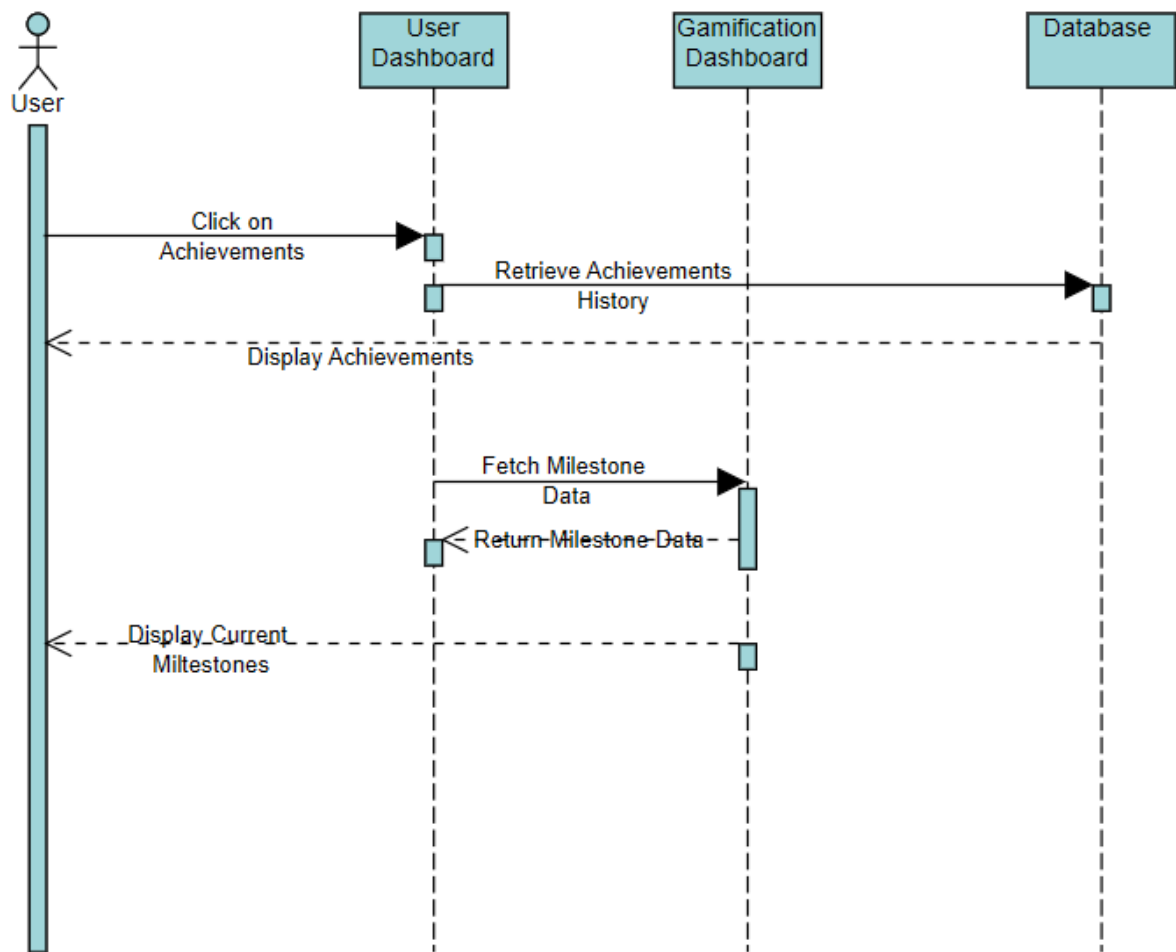 User
Dashboard
Gamification
Dashboard
Database
User
Click on
Achievements
Retrieve Achievements
History
Display Achievements
Fetch Milestone
Data
Return Milestone Data
Display Current
Miltestones